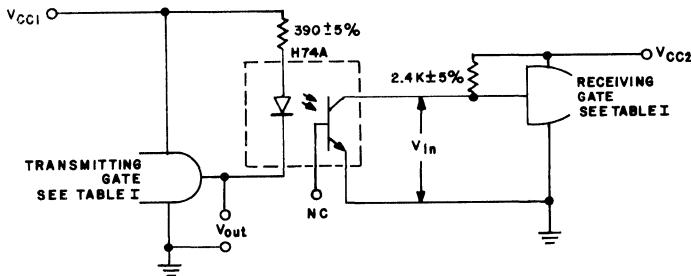 VCC1
390±5%
H74A
VCC2
2.4K±5%
RECEIVING
GATE
SEE TABLE I
Vin
TRANSMITTING
GATE
SEE TABLE I
NC
Vout